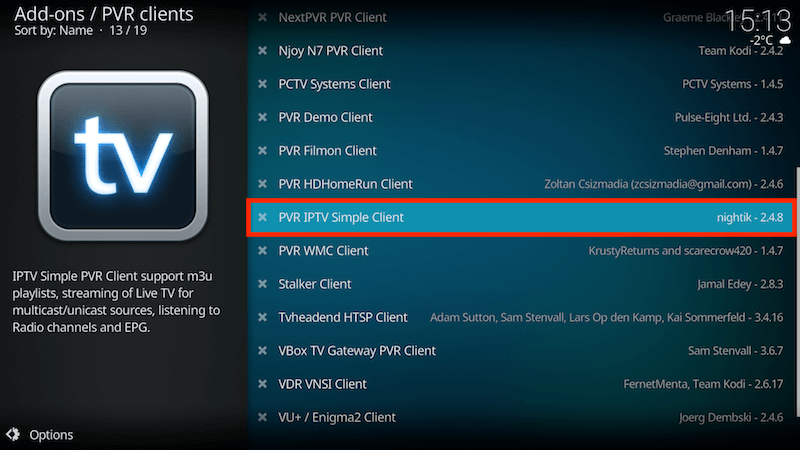 Add-ons / PVR clients
Sort by: Name · 13 / 19
15:13
-2°C
tv
IPTV Simple PVR Client support m3u
playlists, streaming of Live TV for
multicast/unicast sources, listening to
Radio channels and EPG.
NextPVR PVR Client Graeme Blackley - 2.4.11
Njoy N7 PVR Client Team Kodi - 2.4.2
PCTV Systems Client PCTV Systems - 1.4.5
PVR Demo Client Pulse-Eight Ltd. - 2.4.3
PVR Filmon Client Stephen Denham - 1.4.7
PVR HDHomeRun Client Zoltan Csizmadia (zcsizmadia@gmail.com) - 2.4.6
PVR IPTV Simple Client nightik - 2.4.8
PVR WMC Client KrustyReturns and scarecrow420 - 1.4.7
Stalker Client Jamal Edey - 2.8.3
Tvheadend HTSP Client Adam Sutton, Sam Stenvall, Lars Op den Kamp, Kai Sommerfeld - 3.4.16
VBox TV Gateway PVR Client Sam Stenvall - 3.6.7
VDR VNSI Client FernetMenta, Team Kodi - 2.6.17
VU+ / Enigma2 Client Joerg Dembski - 2.4.6
Options